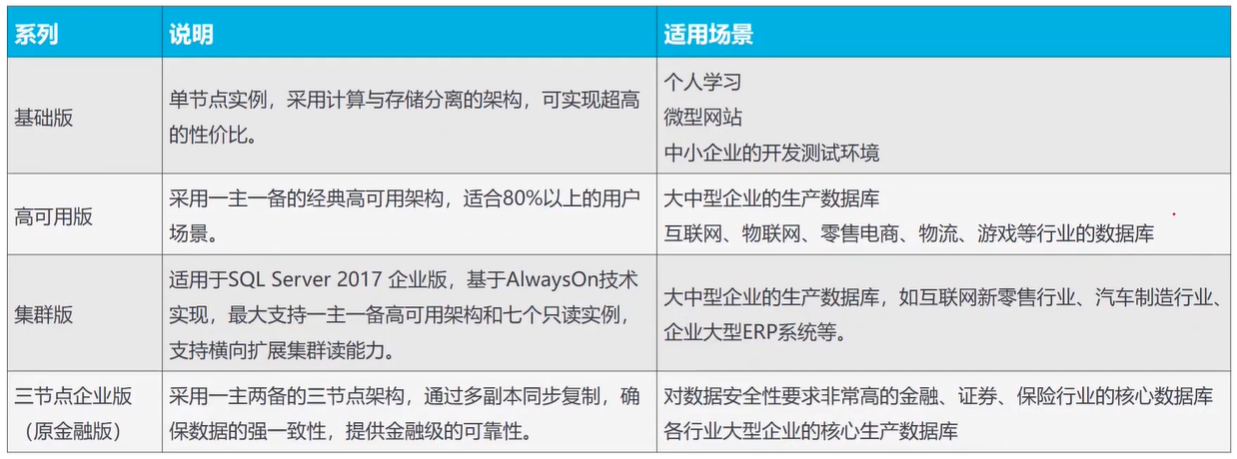 系列
说明
适用场景
基础版
单节点实例，采用计算与存储分离的架构，可实现超高
的性价比。
个人学习
微型网站
中小企业的开发测试环境
高可用版
采用一主一备的经典高可用架构，适合80%以上的用户
场景。
大中型企业的生产数据库
互联网、物联网、零售电商、物流、游戏等行业的数据库
集群版
适用于SQL Server 2017 企业版，基于AlwaysOn技术
实现，最大支持一主一备高可用架构和七个只读实例，
支持横向扩展集群读能力。
大中型企业的生产数据库，如互联网新零售行业、汽车制造行业、
企业大型ERP系统等。
三节点企业版
（原金融版）
采用一主两备的三节点架构，通过多副本同步复制，确
保数据的强一致性，提供金融级的可靠性。
对数据安全性要求非常高的金融、证券、保险行业的核心数据库
各行业大型企业的核心生产数据库